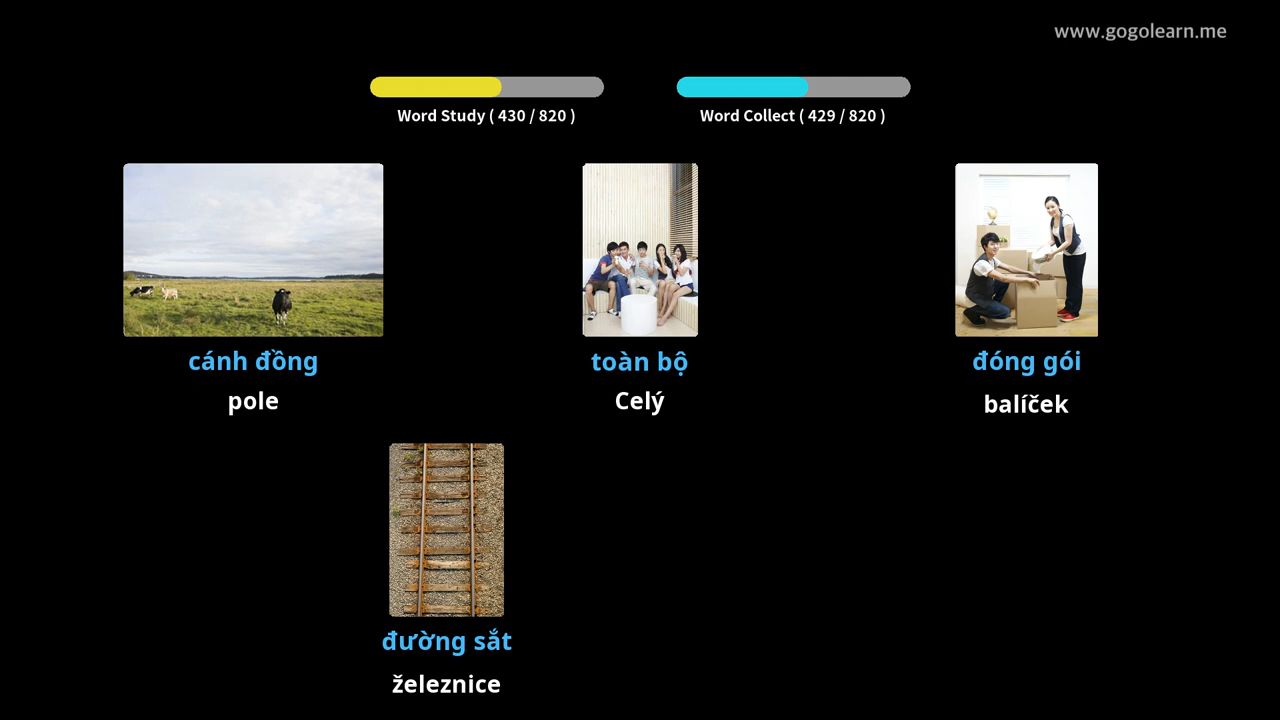 www.gogolearn.me
Word Study ( 430 / 820 )
Word Collect ( 429 / 820 )
cánh đồng
pole
toàn bộ
Celý
đóng gói
balíček
đường sắt
železnice